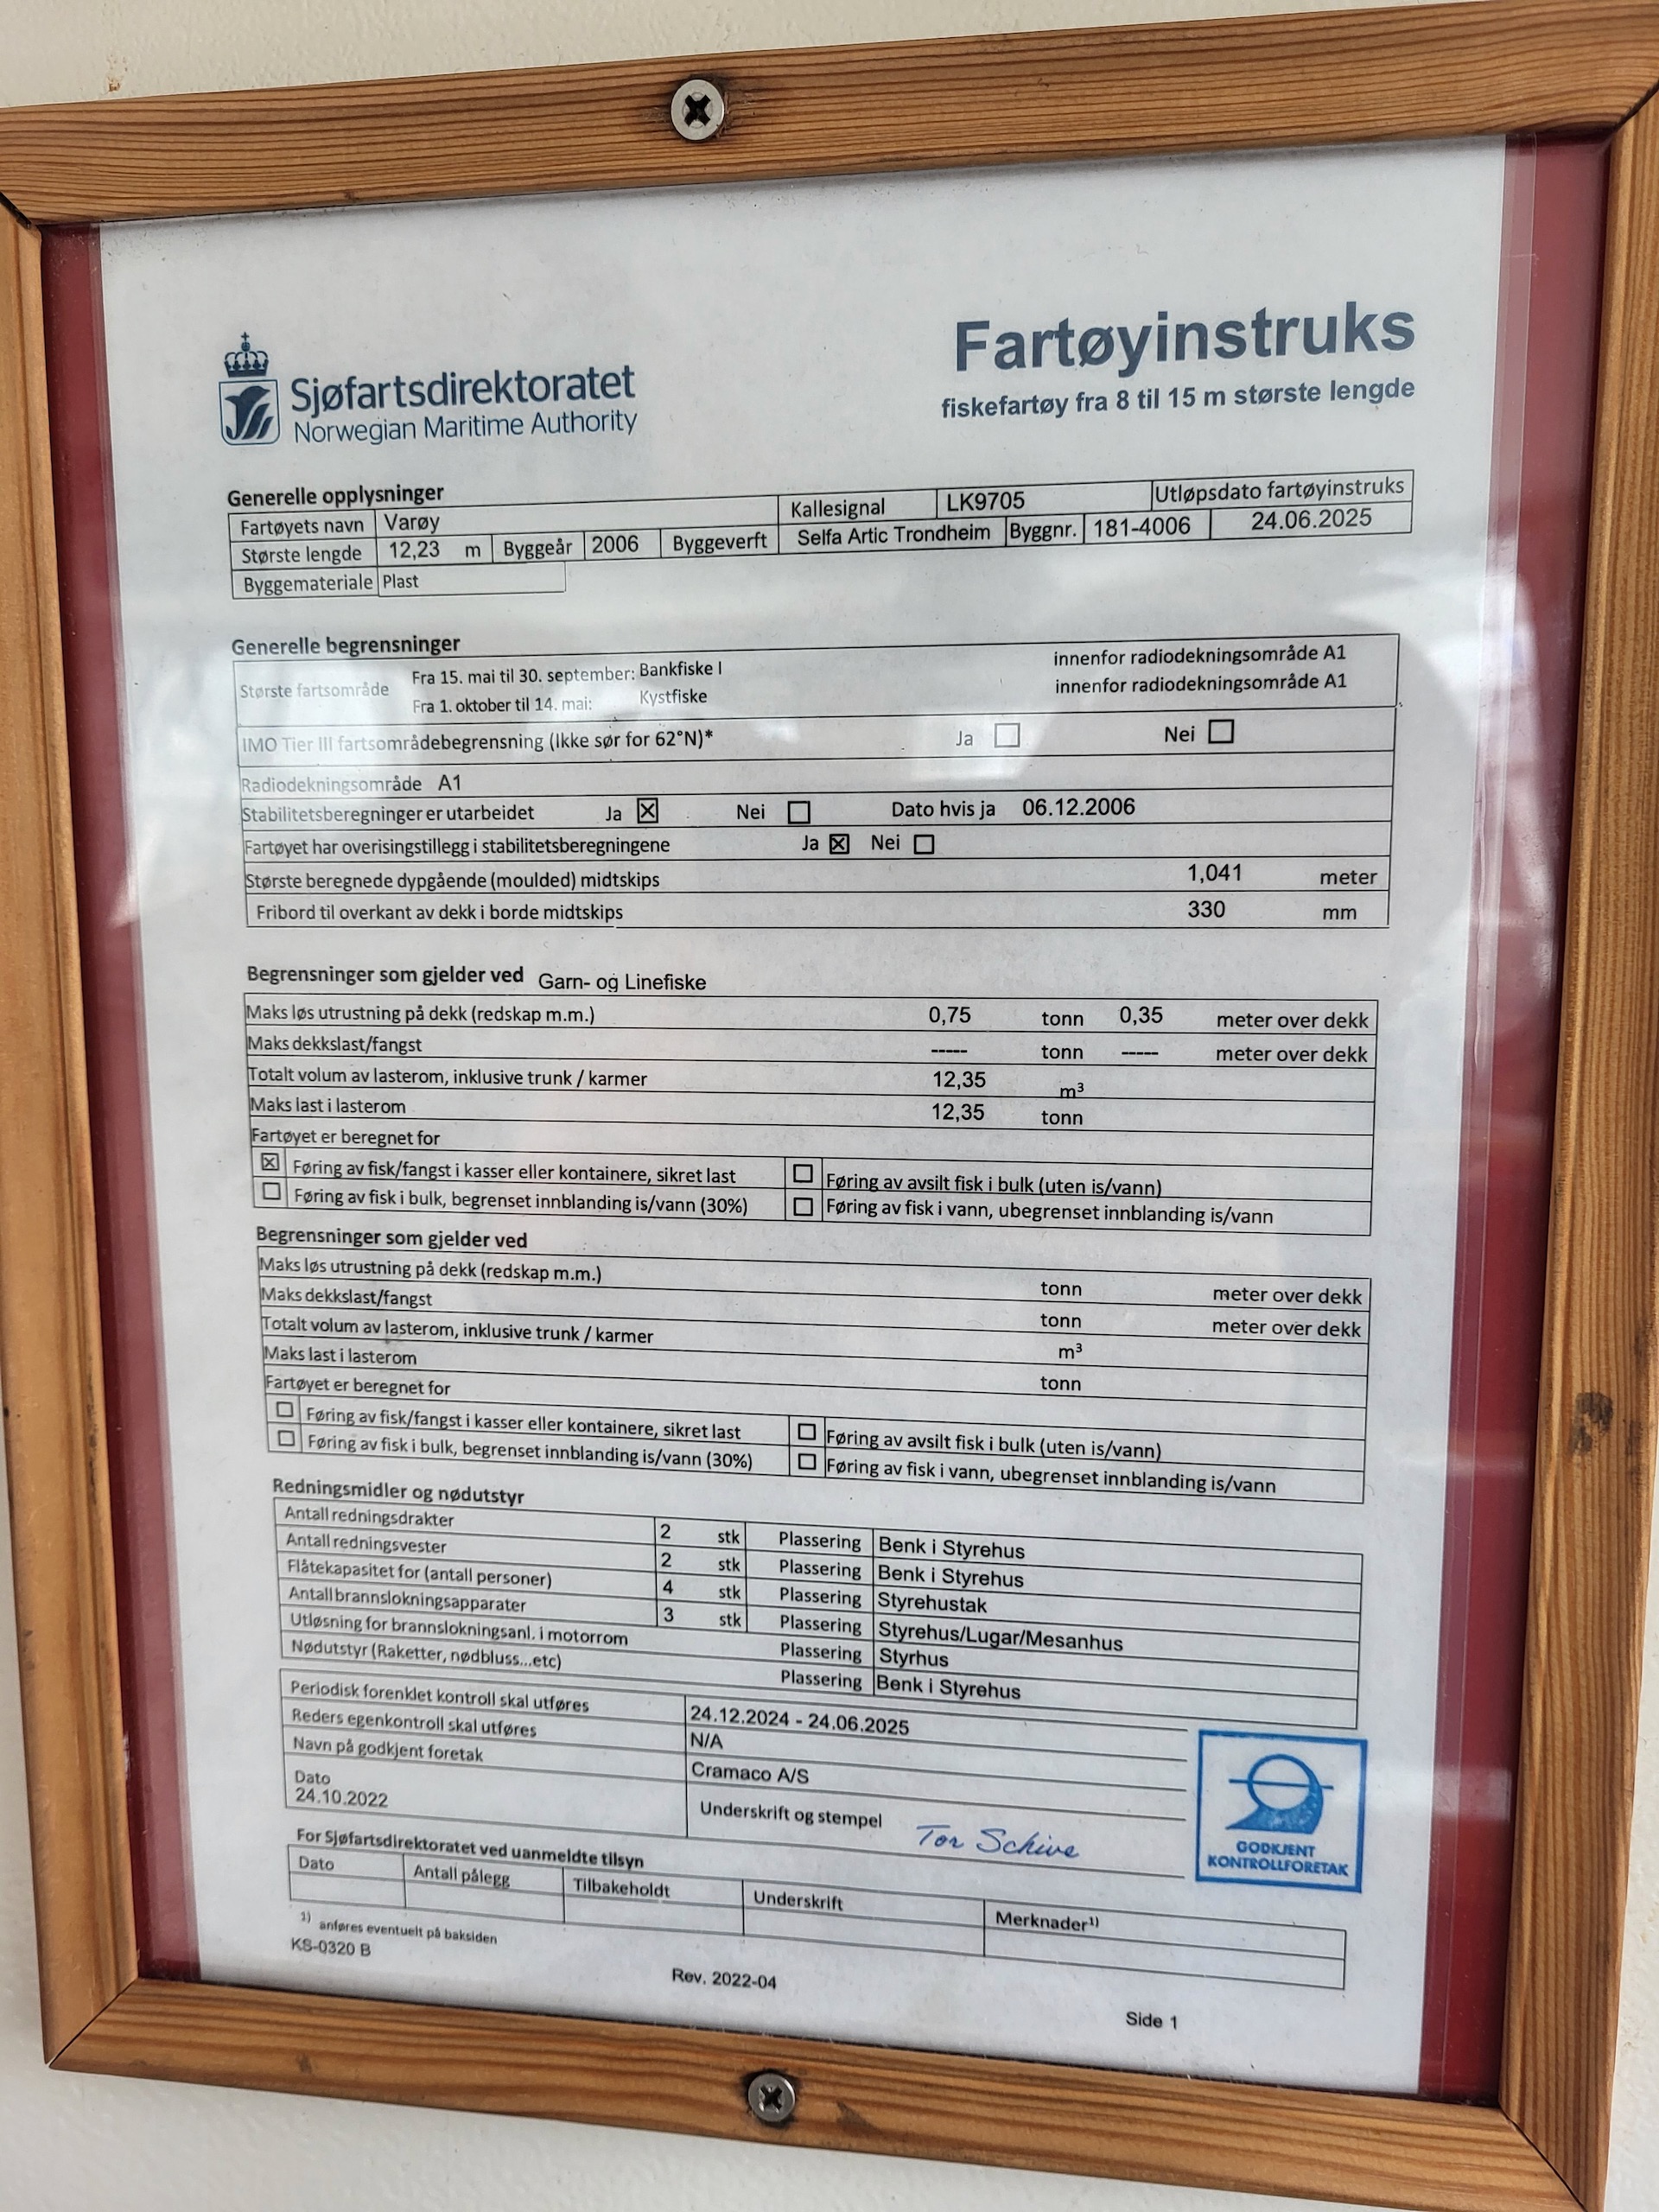 Sjøfartsdirektoratet
Norwegian Maritime Authority
Fartøyinstruks
fiskefartøy fra 8 til 15 m største lengde
Generelle opplysninger
Fartøyets navn Varøy Kallesignal LK9705 Utløpsdato fartøyinstruks
Største lengde 12,23 m Byggeår 2006 Byggeverft Selfa Artic Trondheim Byggnr. 181-4006 24.06.2025
Byggemateriale Plast
Generelle begrensninger
Største fartsområde Fra 15. mai til 30. september: Bankfiske I innenfor radiodekningsområde A1
Fra 1. oktober til 14. mai: Kystfiske innenfor radiodekningsområde A1
IMO Tier III fartsområdebegrensning (Ikke sør for 62°N)* Ja ☐ Nei ☐
Radiodekningsområde A1
Stabilitetsberegninger er utarbeidet Ja ☒ Nei ☐ Dato hvis ja 06.12.2006
Fartøyet har overisingstillegg i stabilitetsberegningene Ja ☒ Nei ☐
Største beregnede dypgående (moulded) midtskips 1,041 meter
Fribord til overkant av dekk i borde midtskips 330 mm
Begrensninger som gjelder ved Garn- og Linefiske
Maks løs utrustning på dekk (redskap m.m.) 0,75 tonn 0,35 meter over dekk
Maks dekkslast/fangst ----- tonn ----- meter over dekk
Totalt volum av lasterom, inklusive trunk / karmer 12,35 m³
Maks last i lasterom 12,35 tonn
Fartøyet er beregnet for
☒ Føring av fisk/fangst i kasser eller kontainere, sikret last ☐ Føring av avsilt fisk i bulk (uten is/vann)
☐ Føring av fisk i bulk, begrenset innblanding is/vann (30%) ☐ Føring av fisk i vann, ubegrenset innblanding is/vann
Begrensninger som gjelder ved
Maks løs utrustning på dekk (redskap m.m.) tonn meter over dekk
Maks dekkslast/fangst tonn meter over dekk
Totalt volum av lasterom, inklusive trunk / karmer m³
Maks last i lasterom tonn
Fartøyet er beregnet for
☐ Føring av fisk/fangst i kasser eller kontainere, sikret last ☐ Føring av avsilt fisk i bulk (uten is/vann)
☐ Føring av fisk i bulk, begrenset innblanding is/vann (30%) ☐ Føring av fisk i vann, ubegrenset innblanding is/vann
Redningsmidler og nødutstyr
Antall redningsdrakter 2 stk Plassering Benk i Styrehus
Antall redningsvester 2 stk Plassering Benk i Styrehus
Flåtekapasitet for (antall personer) 4 stk Plassering Styrehustak
Antall brannslokningsapparater 3 stk Plassering Styrehus/Lugar/Mesanhus
Utløsning for brannslokningsanl. i motorrom Plassering Styrhus
Nødutstyr (Raketter, nødbluss...etc) Plassering Benk i Styrehus
Periodisk forenklet kontroll skal utføres 24.12.2024 - 24.06.2025
Reders egenkontroll skal utføres N/A
Navn på godkjent foretak Cramaco A/S
Dato
24.10.2022
Underskrift og stempel Tor Schive
GODKJENT
KONTROLLFORETAK
For Sjøfartsdirektoratet ved uanmeldte tilsyn
Dato Antall pålegg Tilbakeholdt Underskrift Merknader¹⁾
¹⁾ anføres eventuelt på baksiden
KS-0320 B
Rev. 2022-04
Side 1